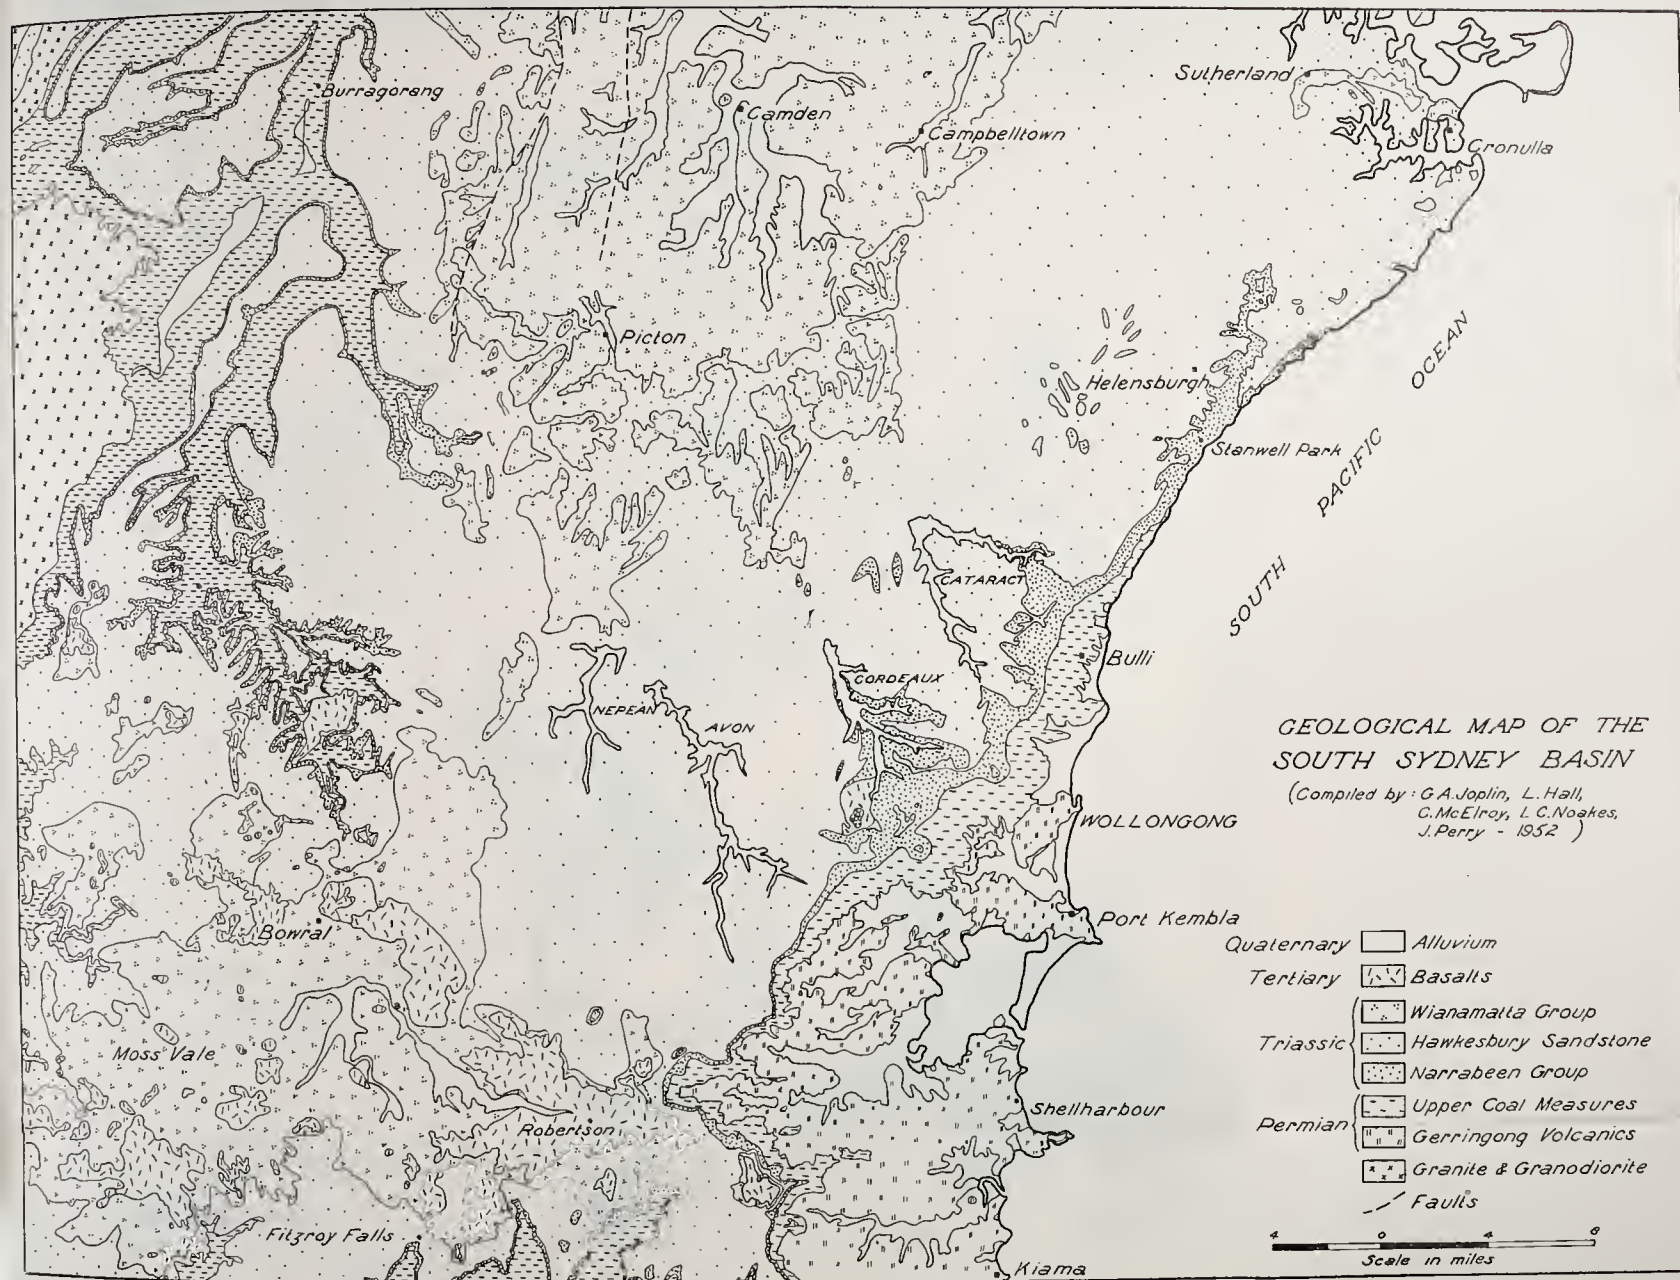 Burragorang
Camden
Campbelltown
Sutherland
Cronulla
Picton
Helensburgh
Stanwell Park
SOUTH PACIFIC OCEAN
CATARACT
Bulli
CORDEAUX
NEPEAN
AVON
WOLLONGONG
Port Kembla
Bowral
Moss Vale
Robertson
Shellharbour
Fitzroy Falls
Kiama
GEOLOGICAL MAP OF THE
SOUTH SYDNEY BASIN
(Compiled by: G.A.Joplin, L.Hall,
C.McElroy, L.C.Noakes,
J.Perry - 1952)
Quaternary Alluvium
Tertiary Basalts
Triassic
Wianamatta Group
Hawkesbury Sandstone
Narrabeen Group
Permian
Upper Coal Measures
Gerringong Volcanics
Granite & Granodiorite
Faults
4 0 4 8
Scale in miles